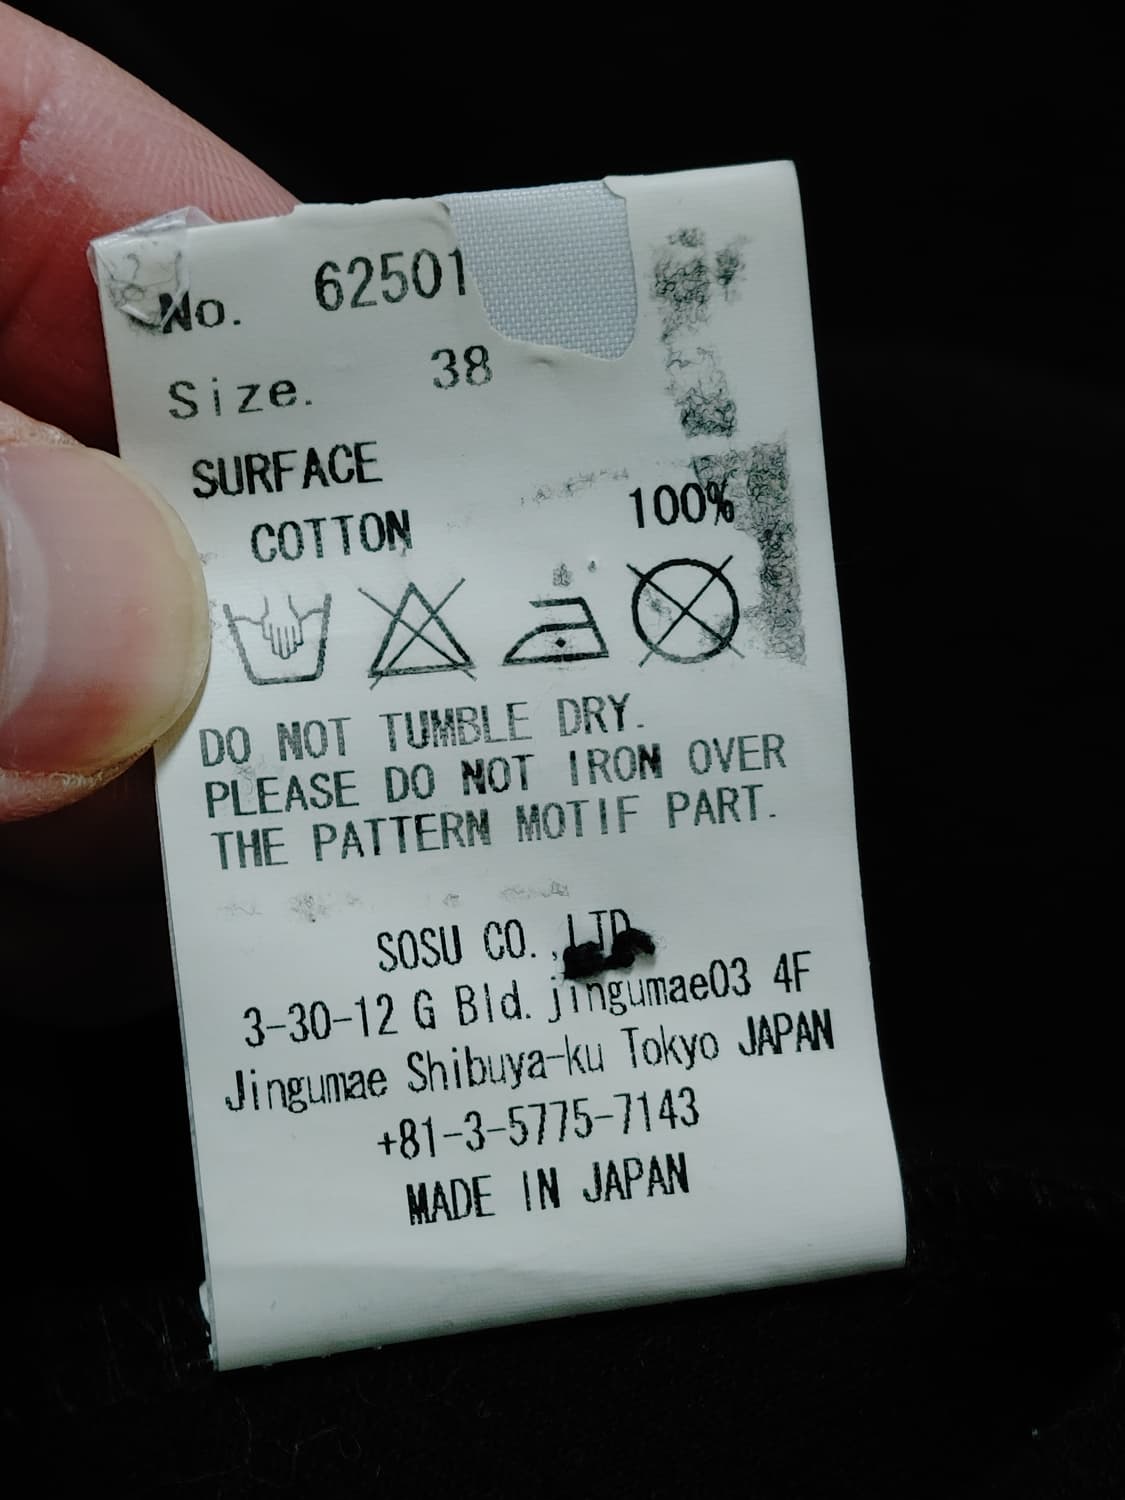 No. 62501
Size. 38
SURFACE
COTTON 100%
DO NOT TUMBLE DRY.
PLEASE DO NOT IRON OVER
THE PATTERN MOTIF PART.
SOSU CO.,LTD.
3-30-12 G Bld. jingumae03 4F
Jingumae Shibuya-ku Tokyo JAPAN
+81-3-5775-7143
MADE IN JAPAN